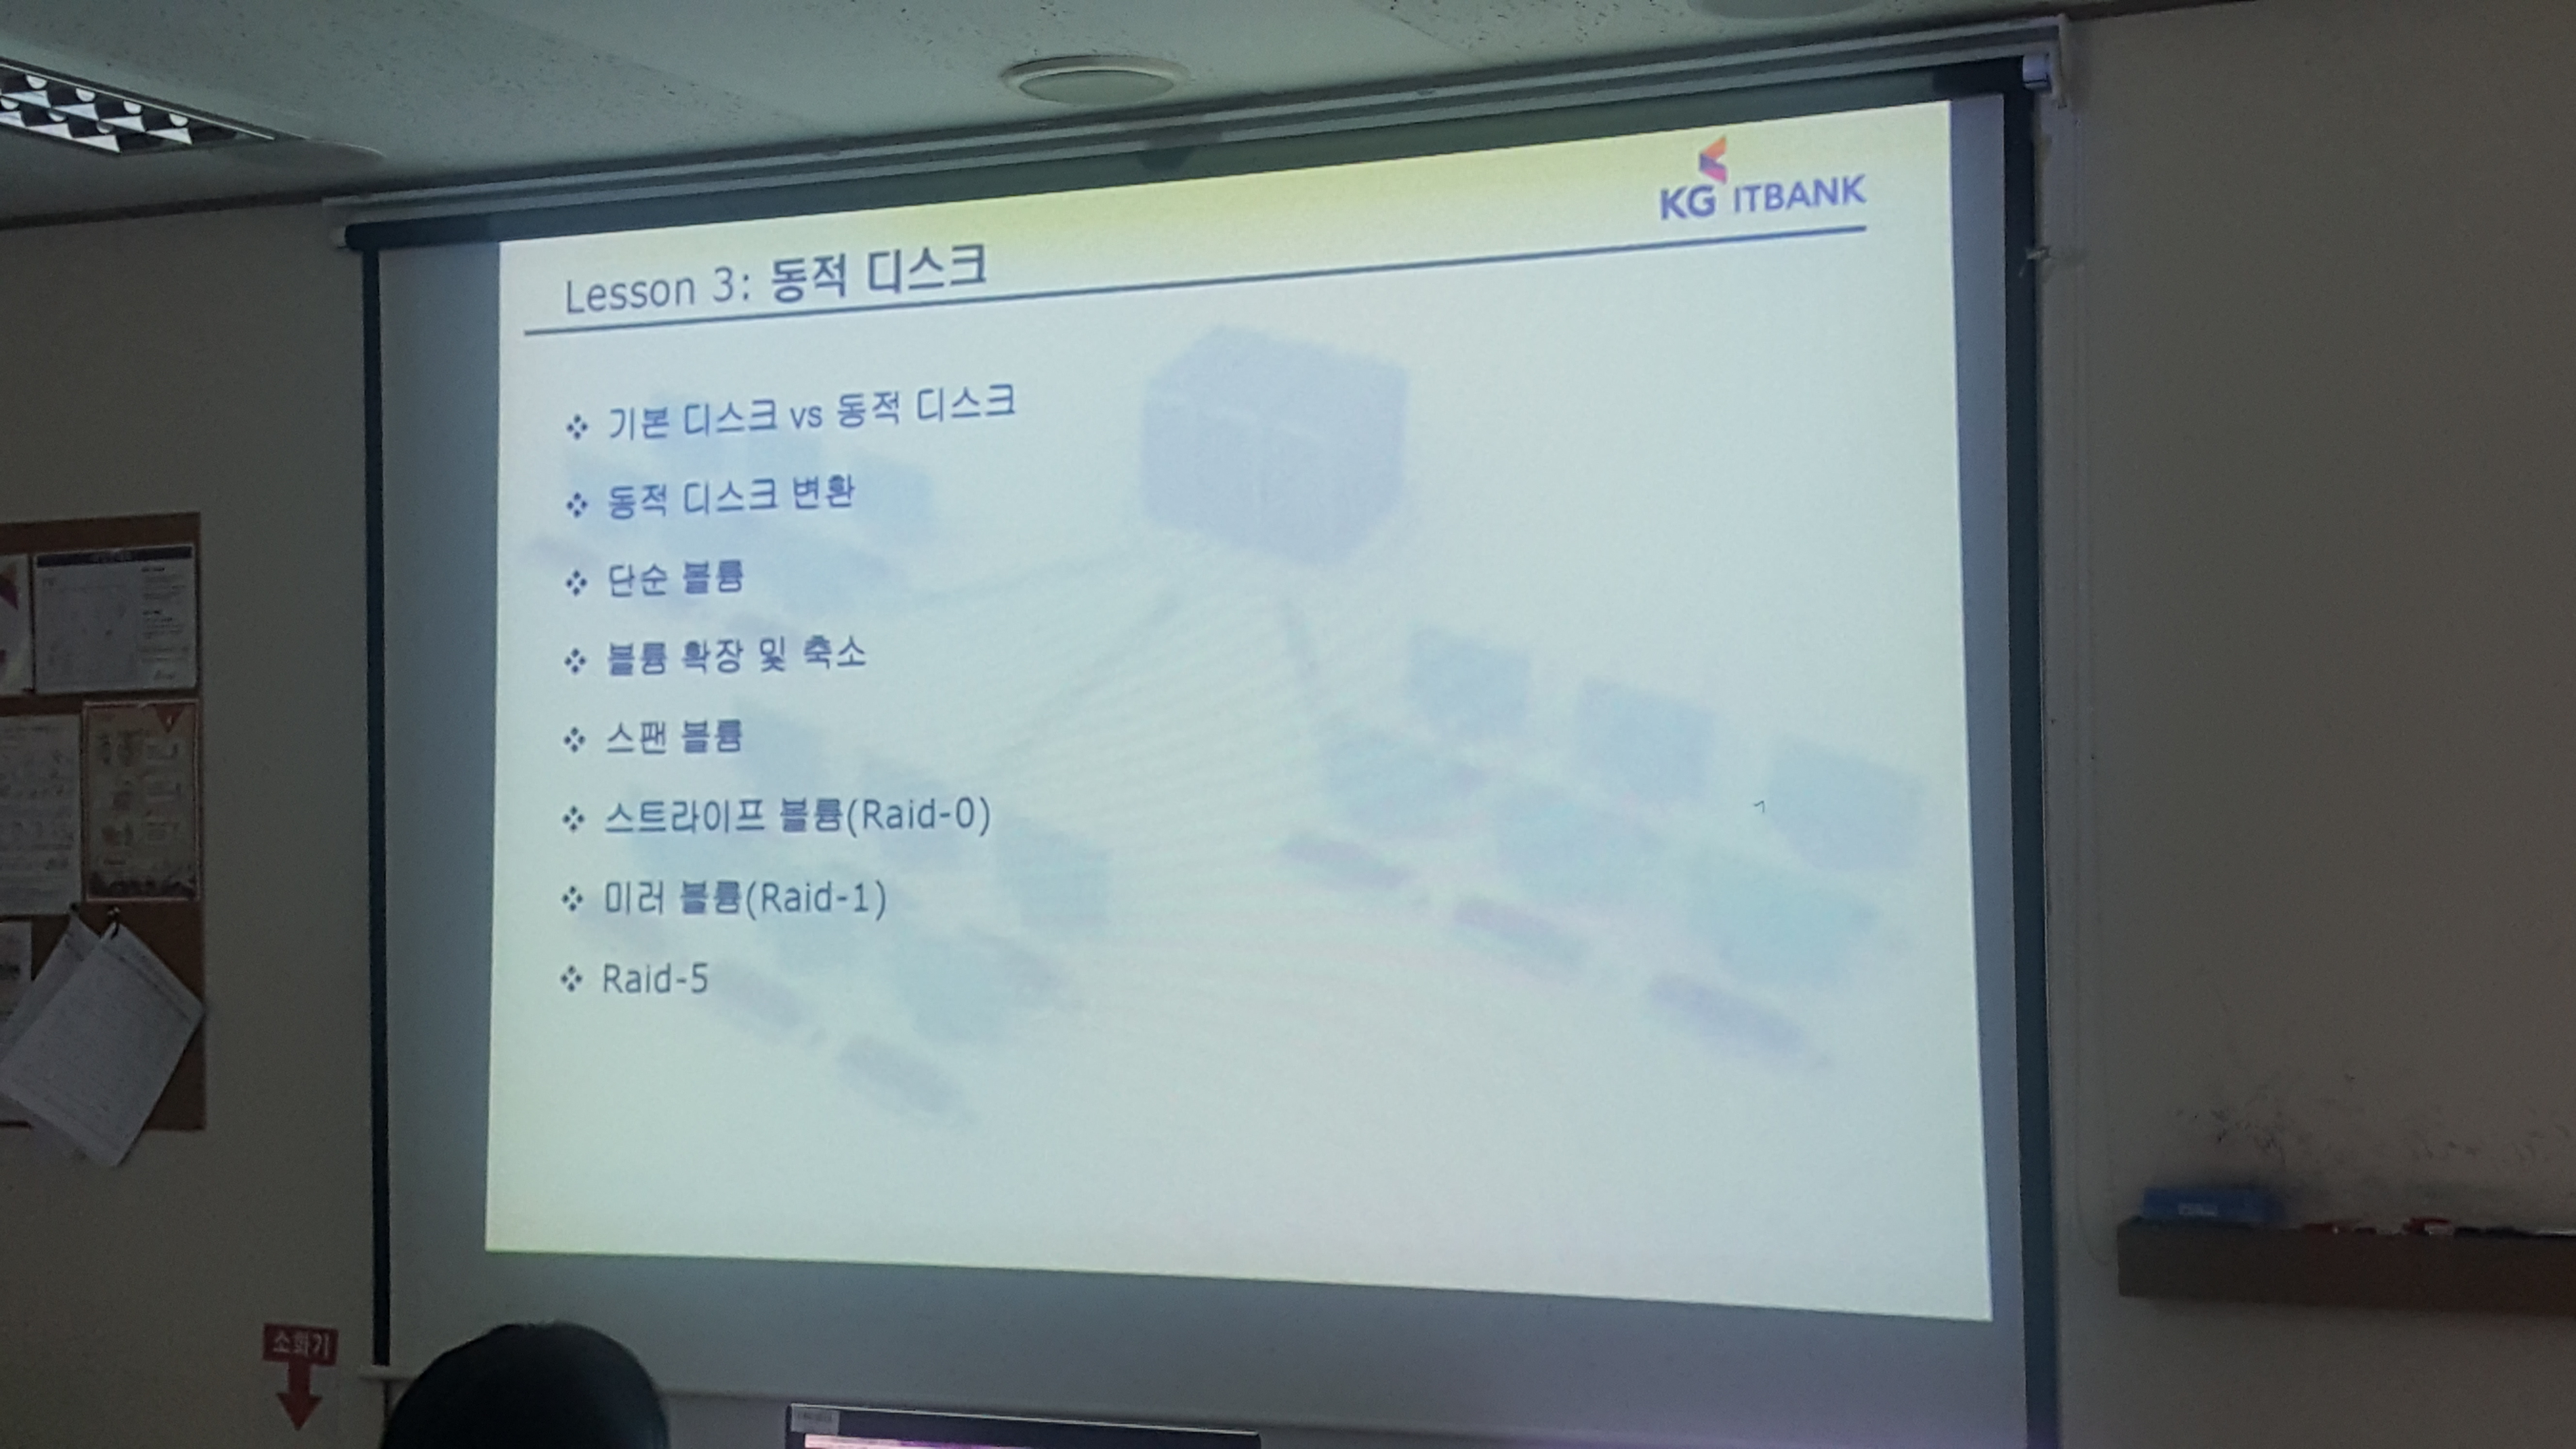 KG ITBANK
Lesson 3: 동적 디스크
기본 디스크 vs 동적 디스크
동적 디스크 변환
단순 볼륨
볼륨 확장 및 축소
스팬 볼륨
스트라이프 볼륨(Raid-0)
미러 볼륨(Raid-1)
Raid-5
소화기